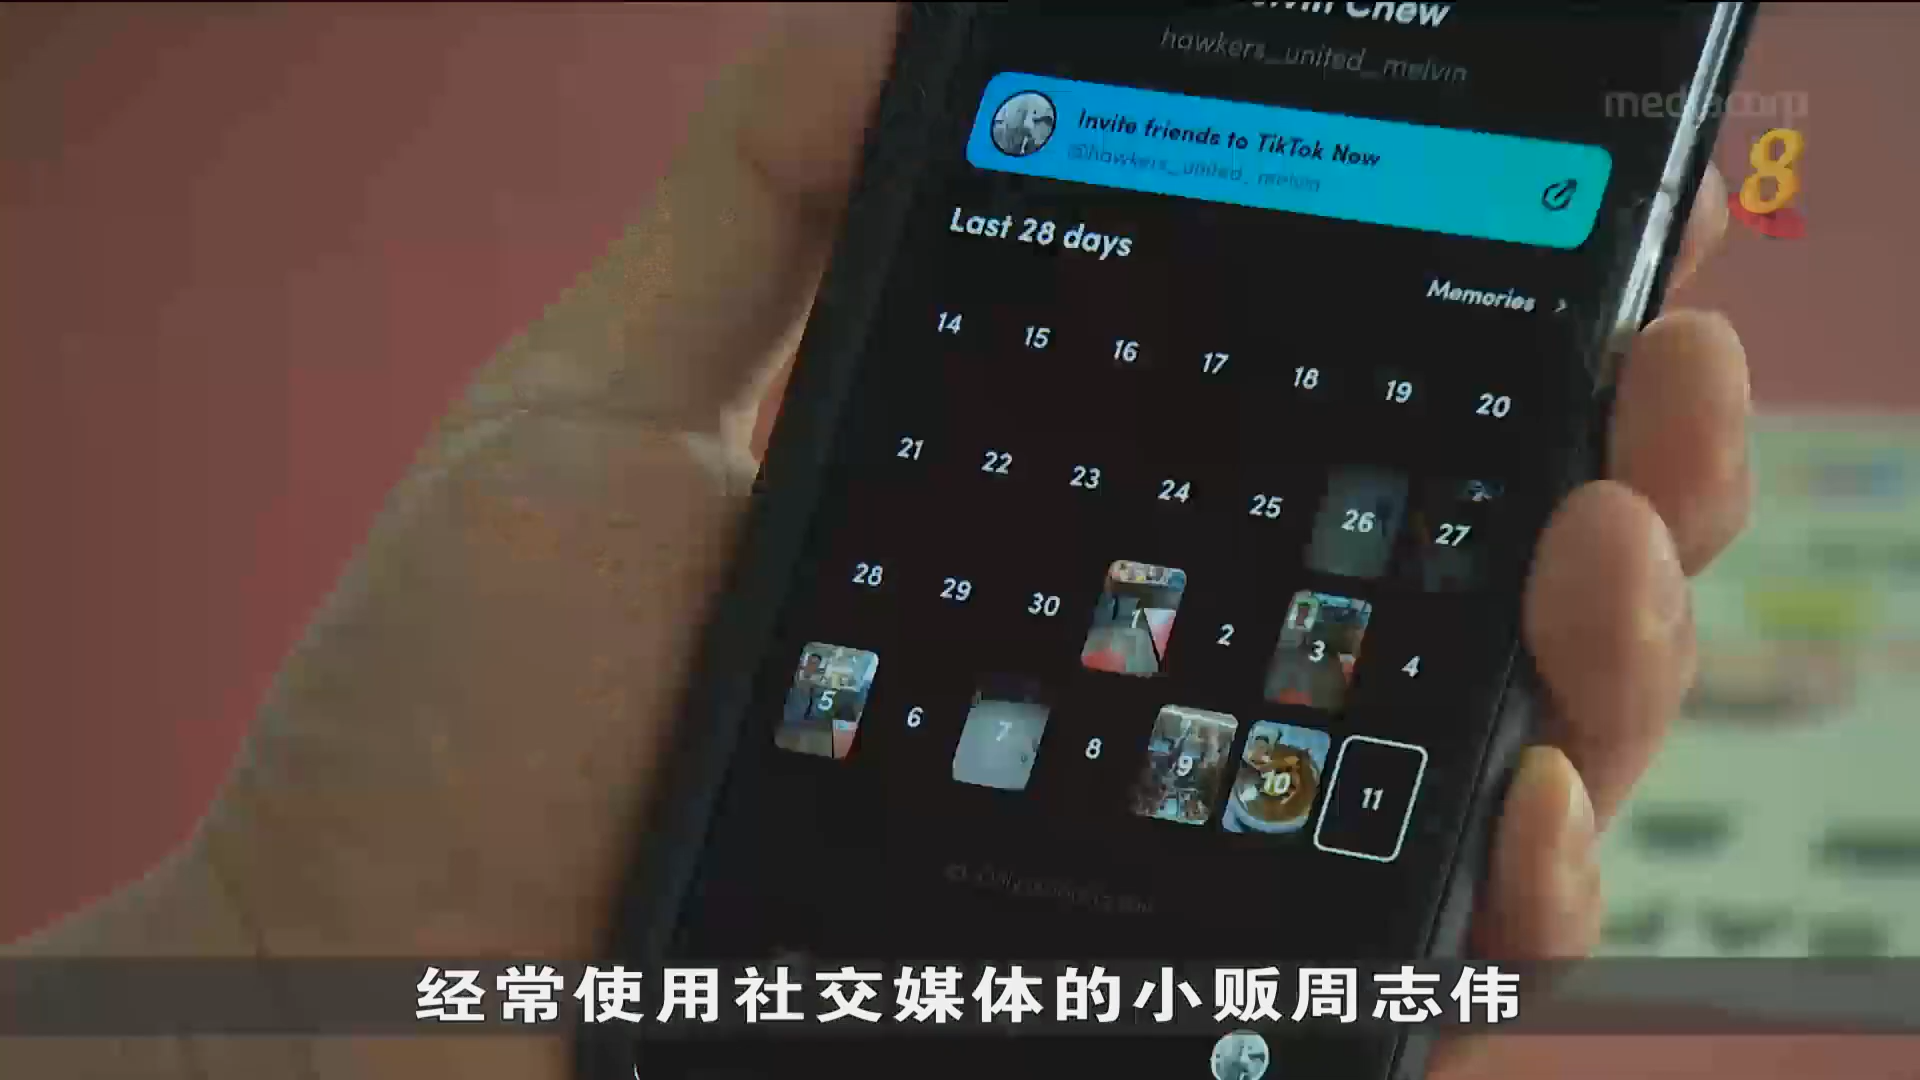 Chew
hawkers_united_melvin
mediacorp
8
Invite friends to TikTok Now
@hawkers_united_melvin
Last 28 days
Memories >
14 15 16 17 18 19 20
21 22 23 24 25 26 27
28 29 30 1 2 3 4
5 6 7 8 9 10 11
经常使用社交媒体的小贩周志伟